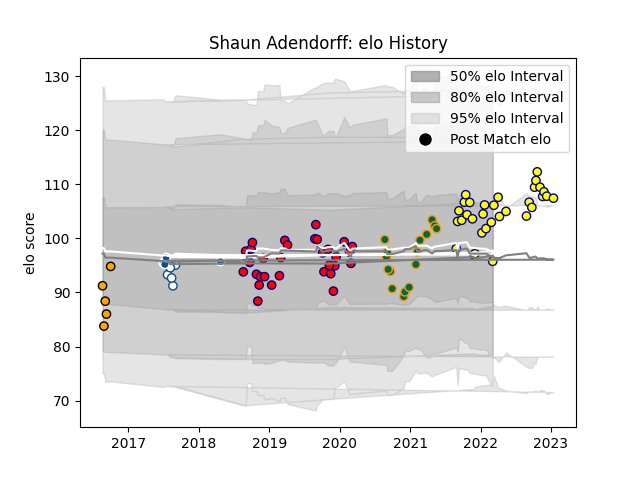 Shaun Adendorff: elo History
50% elo Interval
80% elo Interval
95% elo Interval
Post Match elo
elo score
130
120
110
100
90
80
70
2017 2018 2019 2020 2021 2022 2023